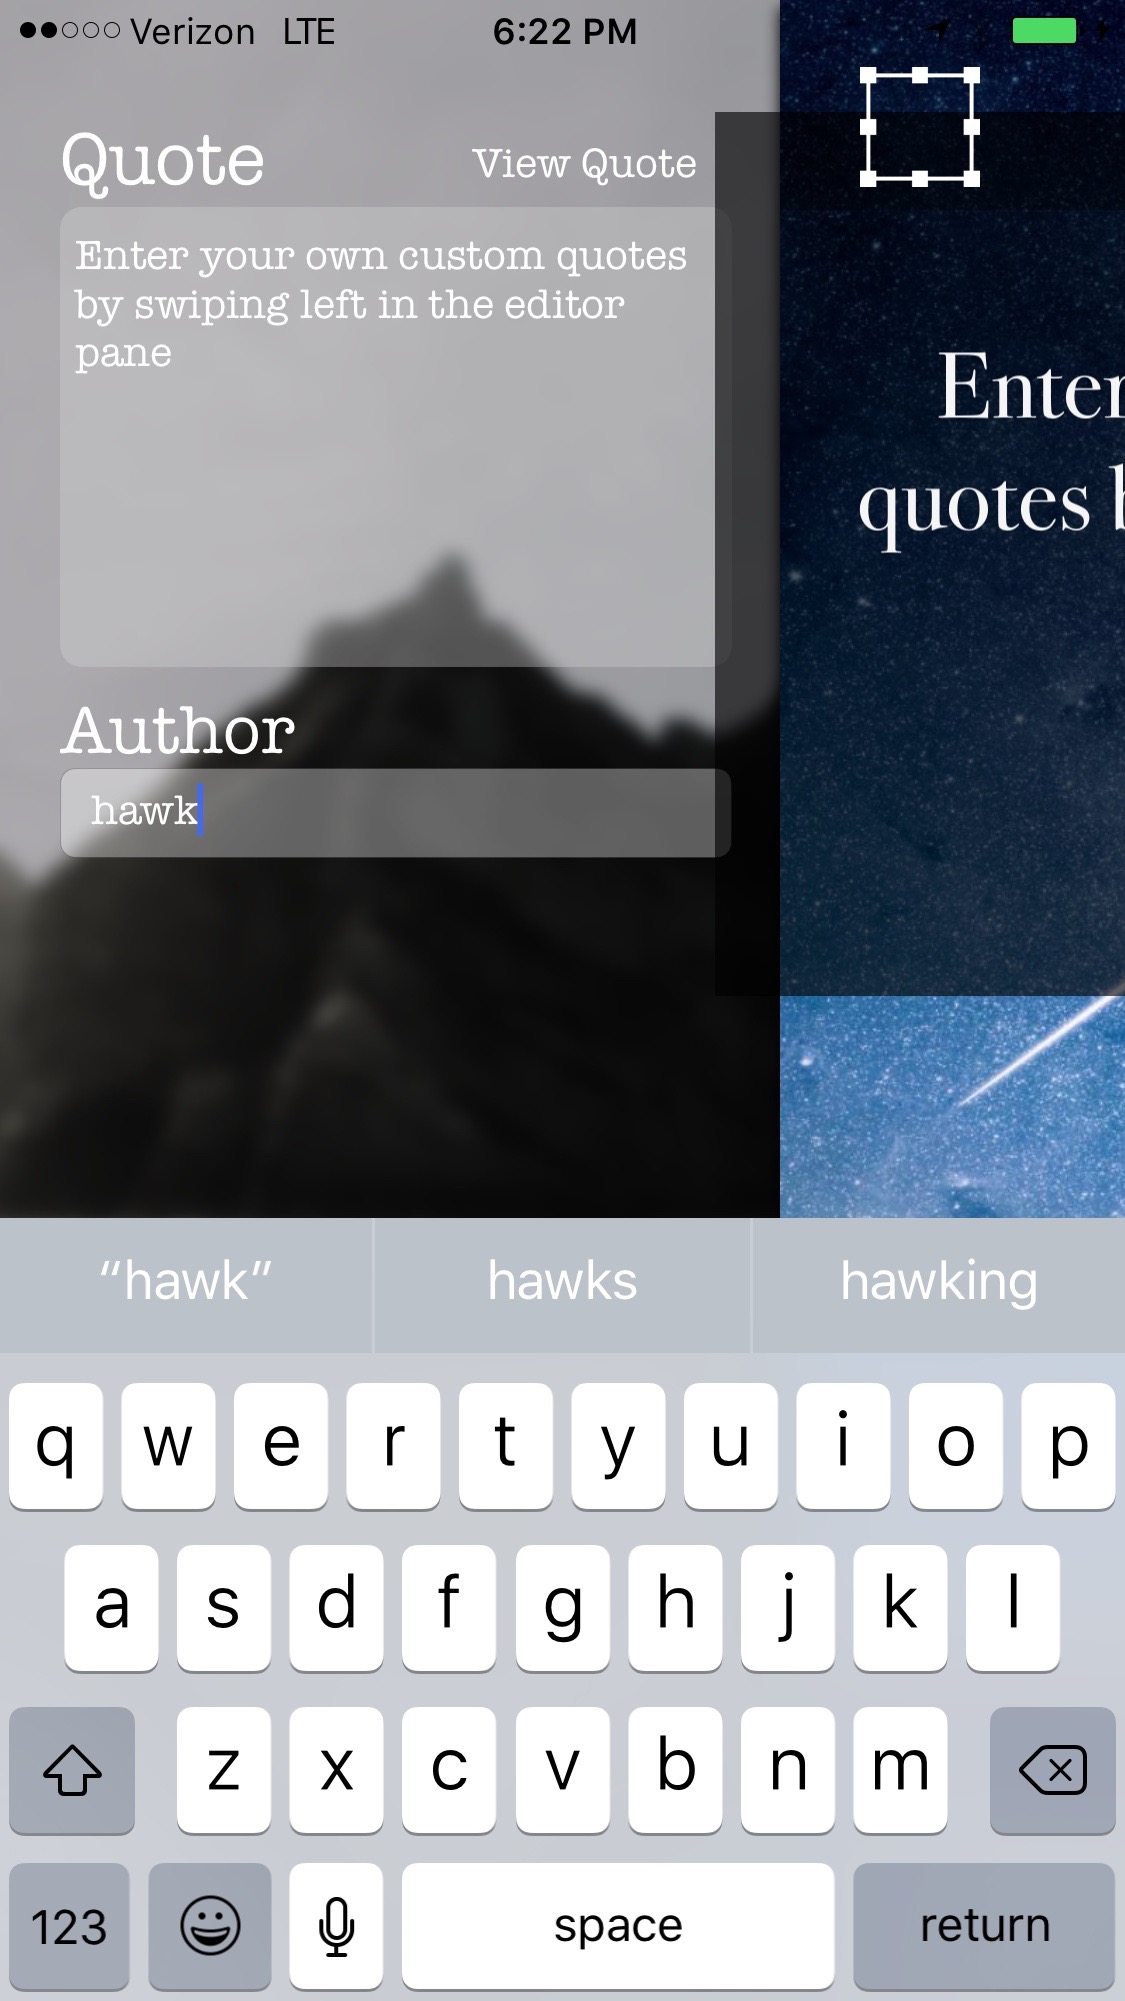 Verizon LTE 6:22 PM
Quote View Quote
Enter your own custom quotes
by swiping left in the editor
pane
Enter
quotes b
Author
hawk
“hawk” hawks hawking
q w e r t y u i o p
a s d f g h j k l
z x c v b n m
123 space return